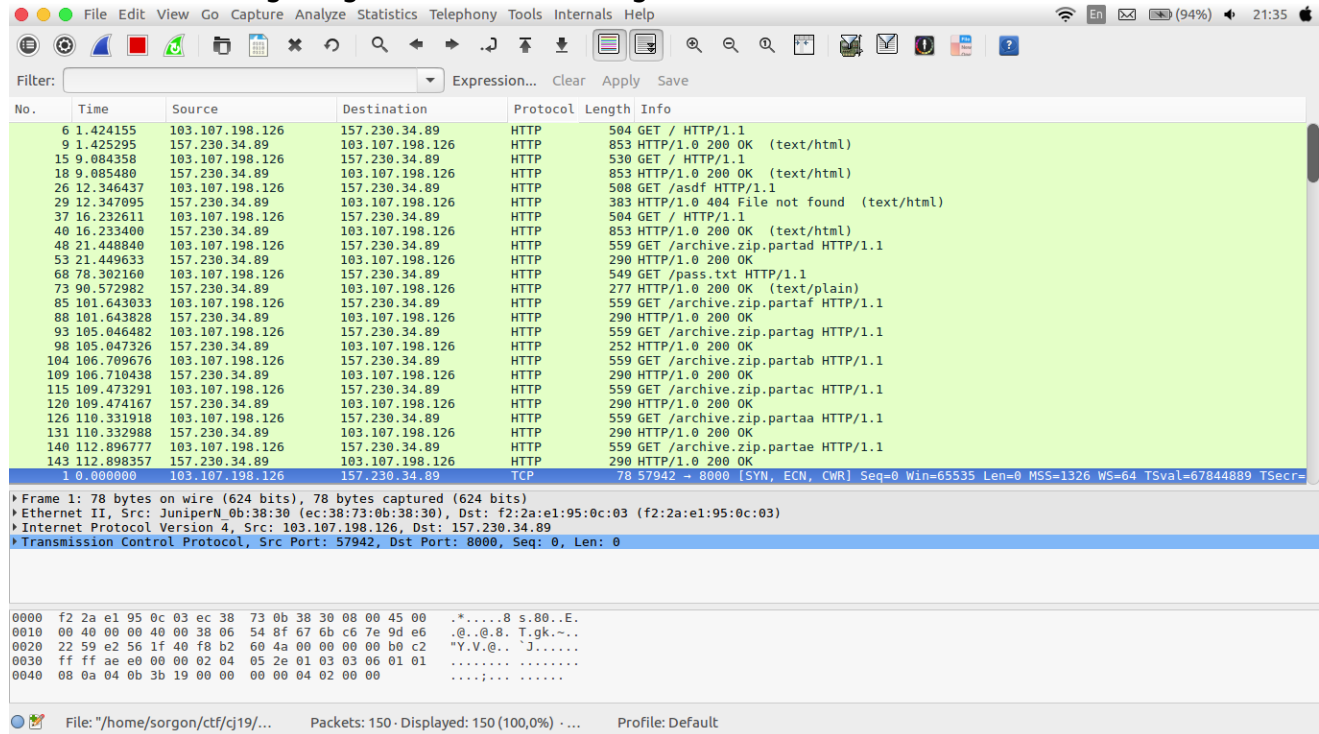 File Edit View Go Capture Analyze Statistics Telephony Tools Internals Help En (94%) 21:35
Filter: Expression... Clear Apply Save
No. Time Source Destination Protocol Length Info
6 1.424155 103.107.198.126 157.230.34.89 HTTP 504 GET / HTTP/1.1
9 1.425295 157.230.34.89 103.107.198.126 HTTP 853 HTTP/1.0 200 OK (text/html)
15 9.084358 103.107.198.126 157.230.34.89 HTTP 530 GET / HTTP/1.1
18 9.085480 157.230.34.89 103.107.198.126 HTTP 853 HTTP/1.0 200 OK (text/html)
26 12.346437 103.107.198.126 157.230.34.89 HTTP 508 GET /asdf HTTP/1.1
29 12.347095 157.230.34.89 103.107.198.126 HTTP 383 HTTP/1.0 404 File not found (text/html)
37 16.232611 103.107.198.126 157.230.34.89 HTTP 504 GET / HTTP/1.1
40 16.233400 157.230.34.89 103.107.198.126 HTTP 853 HTTP/1.0 200 OK (text/html)
48 21.448840 103.107.198.126 157.230.34.89 HTTP 559 GET /archive.zip.partad HTTP/1.1
53 21.449633 157.230.34.89 103.107.198.126 HTTP 290 HTTP/1.0 200 OK
68 78.302160 103.107.198.126 157.230.34.89 HTTP 549 GET /pass.txt HTTP/1.1
73 90.572982 157.230.34.89 103.107.198.126 HTTP 277 HTTP/1.0 200 OK (text/plain)
85 101.643033 103.107.198.126 157.230.34.89 HTTP 559 GET /archive.zip.partaf HTTP/1.1
88 101.643828 157.230.34.89 103.107.198.126 HTTP 290 HTTP/1.0 200 OK
93 105.046482 103.107.198.126 157.230.34.89 HTTP 559 GET /archive.zip.partag HTTP/1.1
98 105.047326 157.230.34.89 103.107.198.126 HTTP 252 HTTP/1.0 200 OK
104 106.709676 103.107.198.126 157.230.34.89 HTTP 559 GET /archive.zip.partab HTTP/1.1
109 106.710438 157.230.34.89 103.107.198.126 HTTP 290 HTTP/1.0 200 OK
115 109.473291 103.107.198.126 157.230.34.89 HTTP 559 GET /archive.zip.partac HTTP/1.1
120 109.474167 157.230.34.89 103.107.198.126 HTTP 290 HTTP/1.0 200 OK
126 110.331918 103.107.198.126 157.230.34.89 HTTP 559 GET /archive.zip.partaa HTTP/1.1
131 110.332988 157.230.34.89 103.107.198.126 HTTP 290 HTTP/1.0 200 OK
140 112.896777 103.107.198.126 157.230.34.89 HTTP 559 GET /archive.zip.partae HTTP/1.1
143 112.898357 157.230.34.89 103.107.198.126 HTTP 290 HTTP/1.0 200 OK
1 0.000000 103.107.198.126 157.230.34.89 TCP 78 57942 → 8000 [SYN, ECN, CWR] Seq=0 Win=65535 Len=0 MSS=1326 WS=64 TSval=67844889 TSecr=
Frame 1: 78 bytes on wire (624 bits), 78 bytes captured (624 bits)
Ethernet II, Src: JuniperN_0b:38:30 (ec:38:73:0b:38:30), Dst: f2:2a:e1:95:0c:03 (f2:2a:e1:95:0c:03)
Internet Protocol Version 4, Src: 103.107.198.126, Dst: 157.230.34.89
Transmission Control Protocol, Src Port: 57942, Dst Port: 8000, Seq: 0, Len: 0
0000 f2 2a e1 95 0c 03 ec 38 73 0b 38 30 08 00 45 00 .*.....8 s.80..E.
0010 00 40 00 00 40 00 38 06 54 8f 67 6b c6 7e 9d e6 .@..@.8. T.gk.~..
0020 22 59 e2 56 1f 40 f8 b2 60 4a 00 00 00 00 b0 c2 "Y.V.@.. `J......
0030 ff ff ae e0 00 00 02 04 05 2e 01 03 03 06 01 01 ........ ........
0040 08 0a 04 0b 3b 19 00 00 00 00 04 02 00 00 ....;... ......
File: "/home/sorgon/ctf/cj19/... Packets: 150 · Displayed: 150 (100,0%) · ... Profile: Default